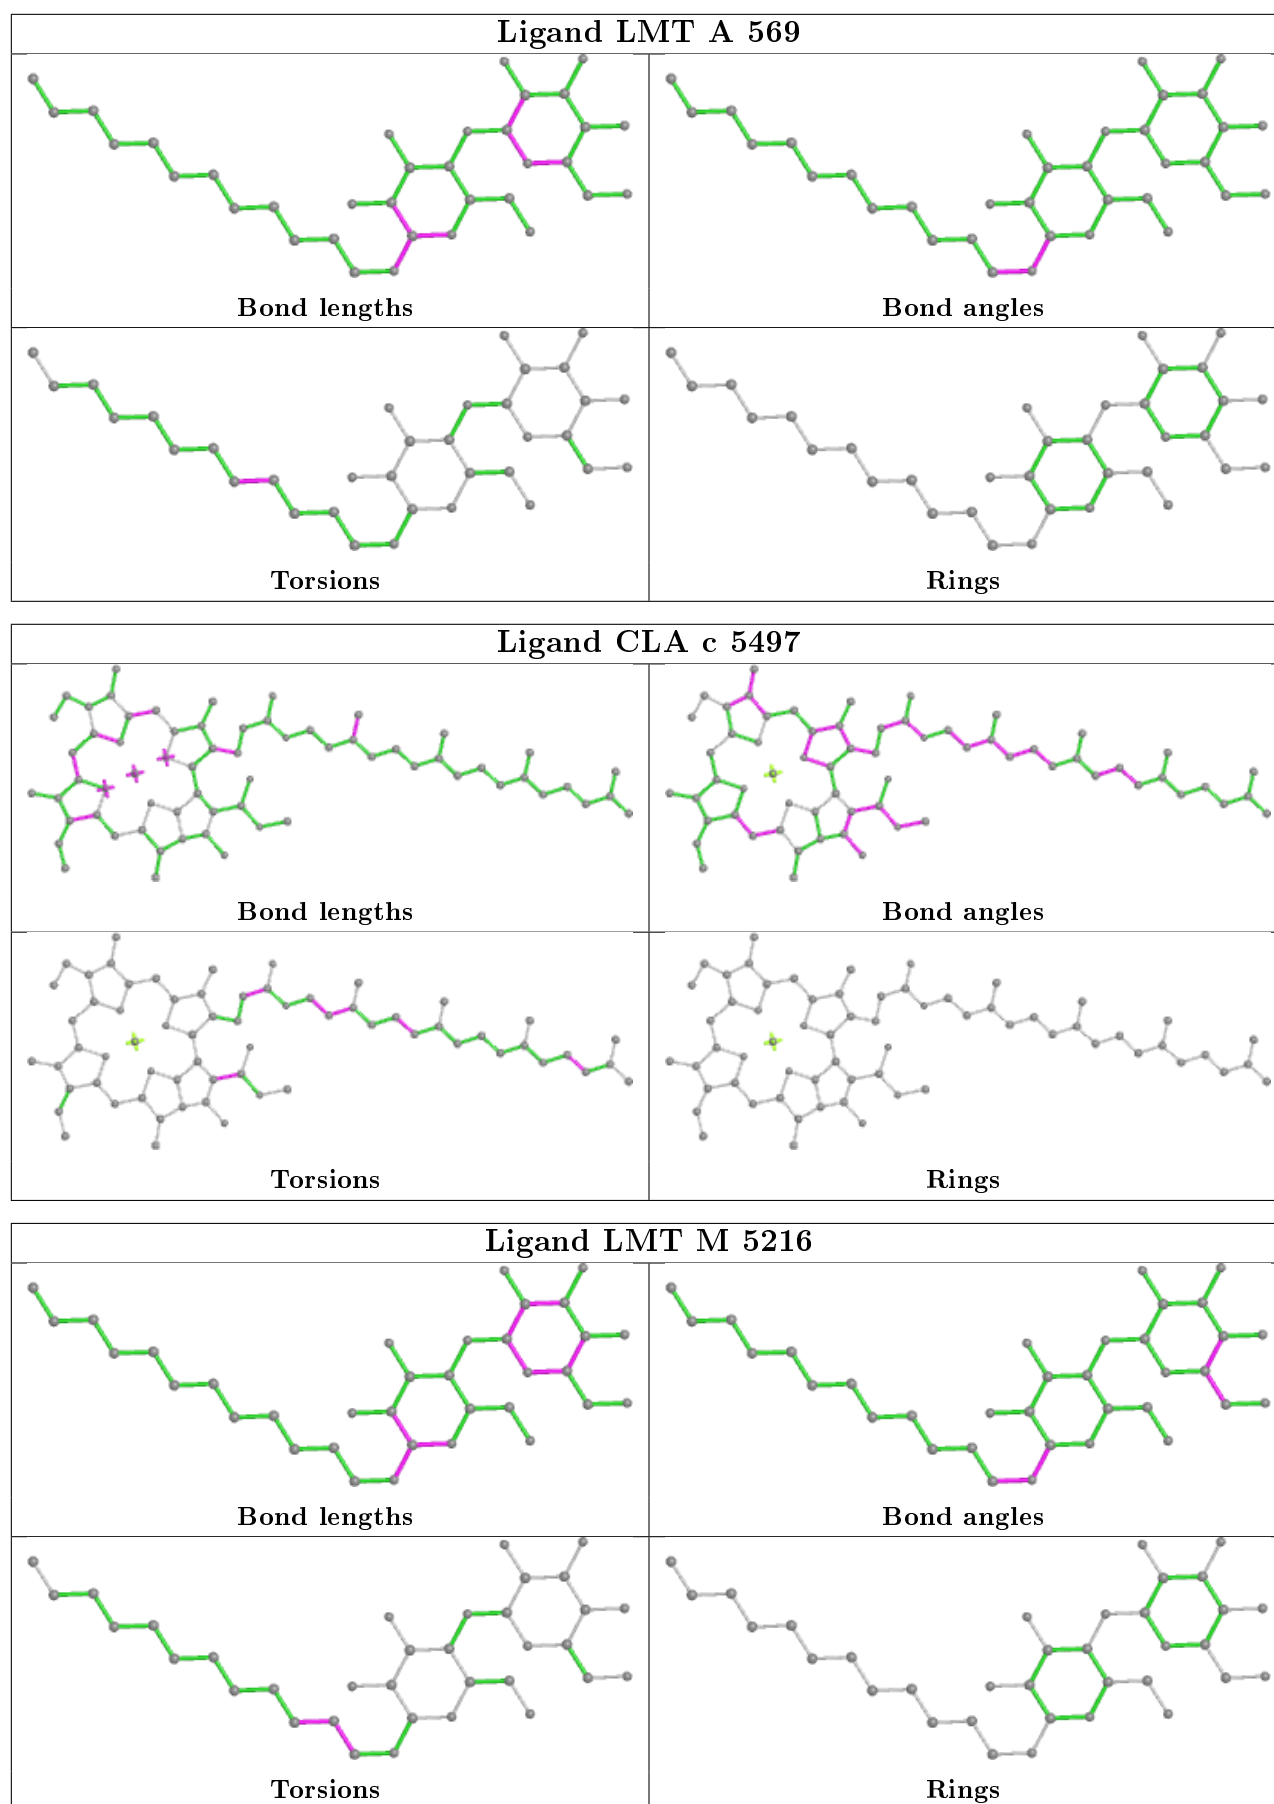 Ligand LMT A 569
Bond lengths
Bond angles
Torsions
Rings
Ligand CLA c 5497
Bond lengths
Bond angles
Torsions
Rings
Ligand LMT M 5216
Bond lengths
Bond angles
Torsions
Rings